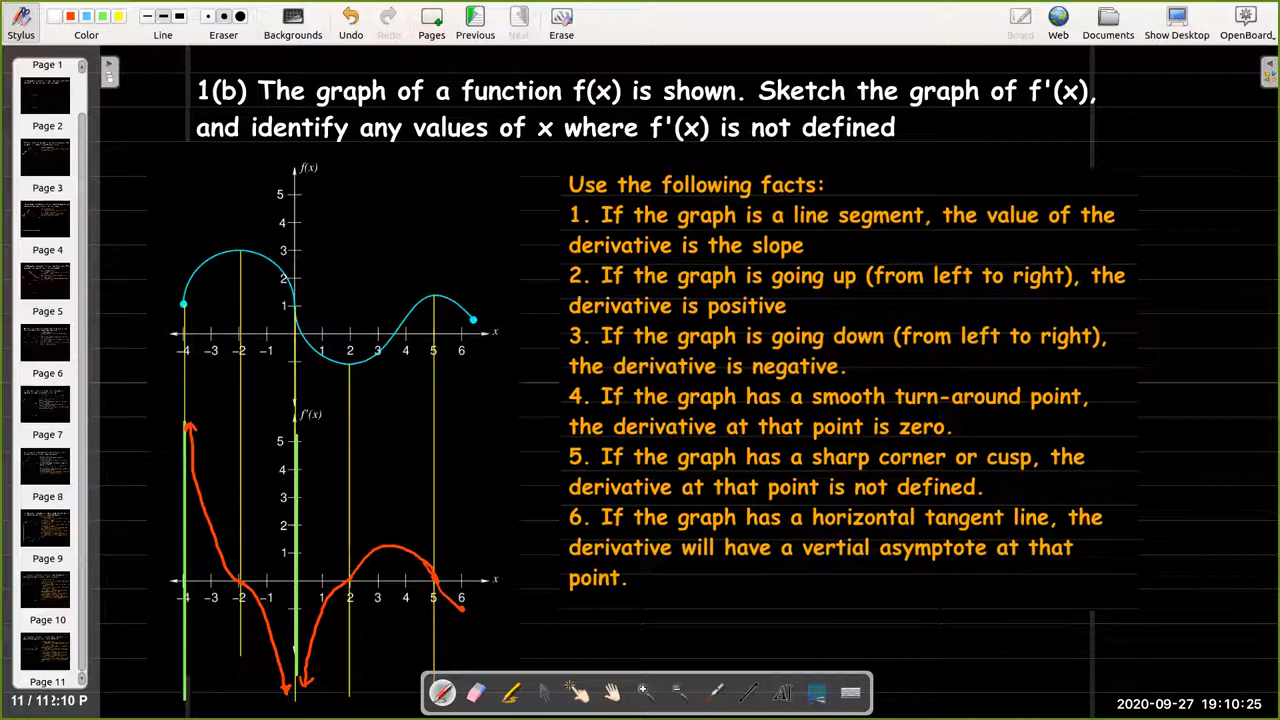 Stylus
Color
Line
Eraser
Backgrounds
Undo
Redo
Pages
Previous
Next
Erase
Board
Web
Documents
Show Desktop
OpenBoard
Page 1
Page 2
Page 3
Page 4
Page 5
Page 6
Page 7
Page 8
Page 9
Page 10
Page 11
1(b) The graph of a function f(x) is shown. Sketch the graph of f'(x),
and identify any values of x where f'(x) is not defined
f(x)
5
4
3
2
1
x
-4 -3 -2 -1 1 2 3 4 5 6
f'(x)
5
4
3
2
1
x
-4 -3 -2 -1 1 2 3 4 5 6
Use the following facts:
1. If the graph is a line segment, the value of the
derivative is the slope
2. If the graph is going up (from left to right), the
derivative is positive
3. If the graph is going down (from left to right),
the derivative is negative.
4. If the graph has a smooth turn-around point,
the derivative at that point is zero.
5. If the graph has a sharp corner or cusp, the
derivative at that point is not defined.
6. If the graph has a horizontal tangent line, the
derivative will have a vertial asymptote at that
point.
2020-09-27 19:10:25